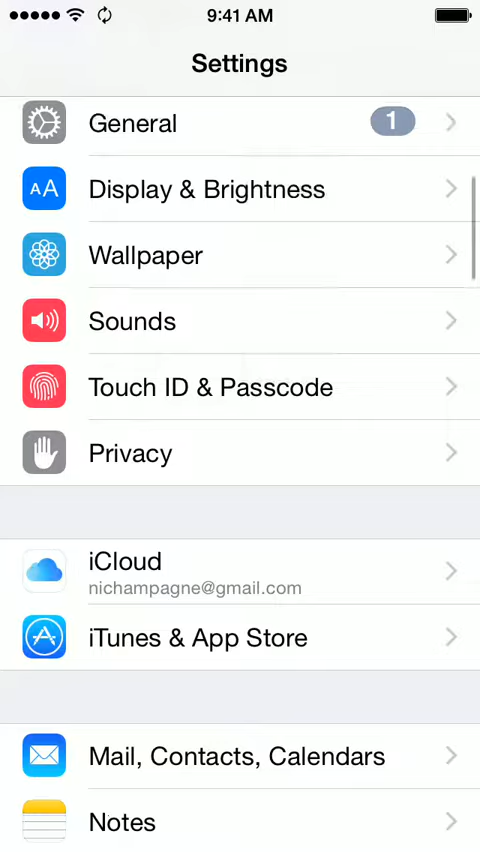 9:41 AM
Settings
General 1
AA Display & Brightness
Wallpaper
Sounds
Touch ID & Passcode
Privacy
iCloud
nichampagne@gmail.com
iTunes & App Store
Mail, Contacts, Calendars
Notes